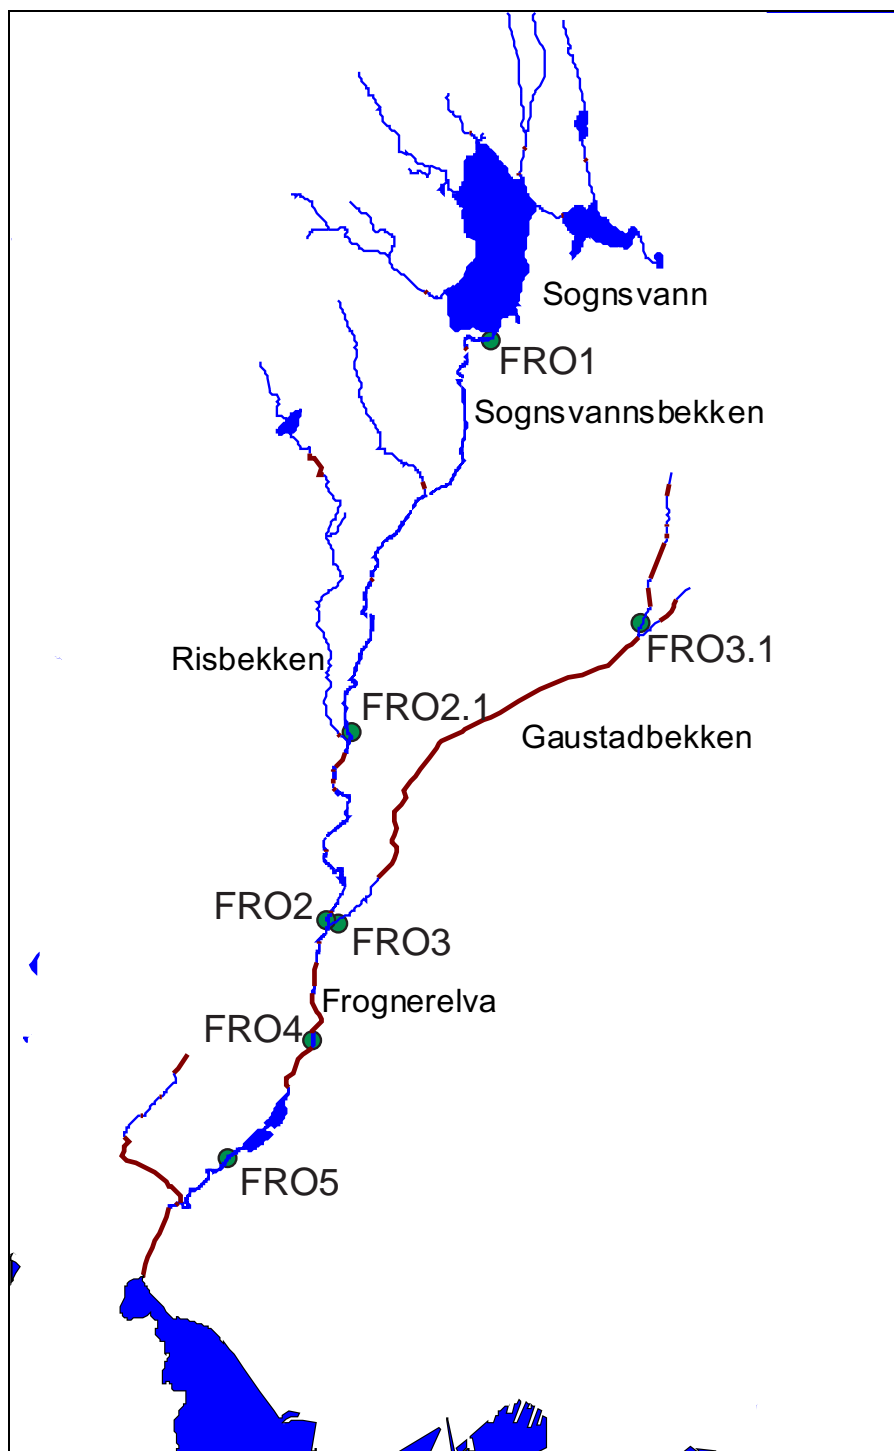 Sognsvann
FRO1
Sognsvannsbekken
FRO3.1
Risbekken
FRO2.1
Gaustadbekken
FRO2
FRO3
Frognerelva
FRO4
FRO5